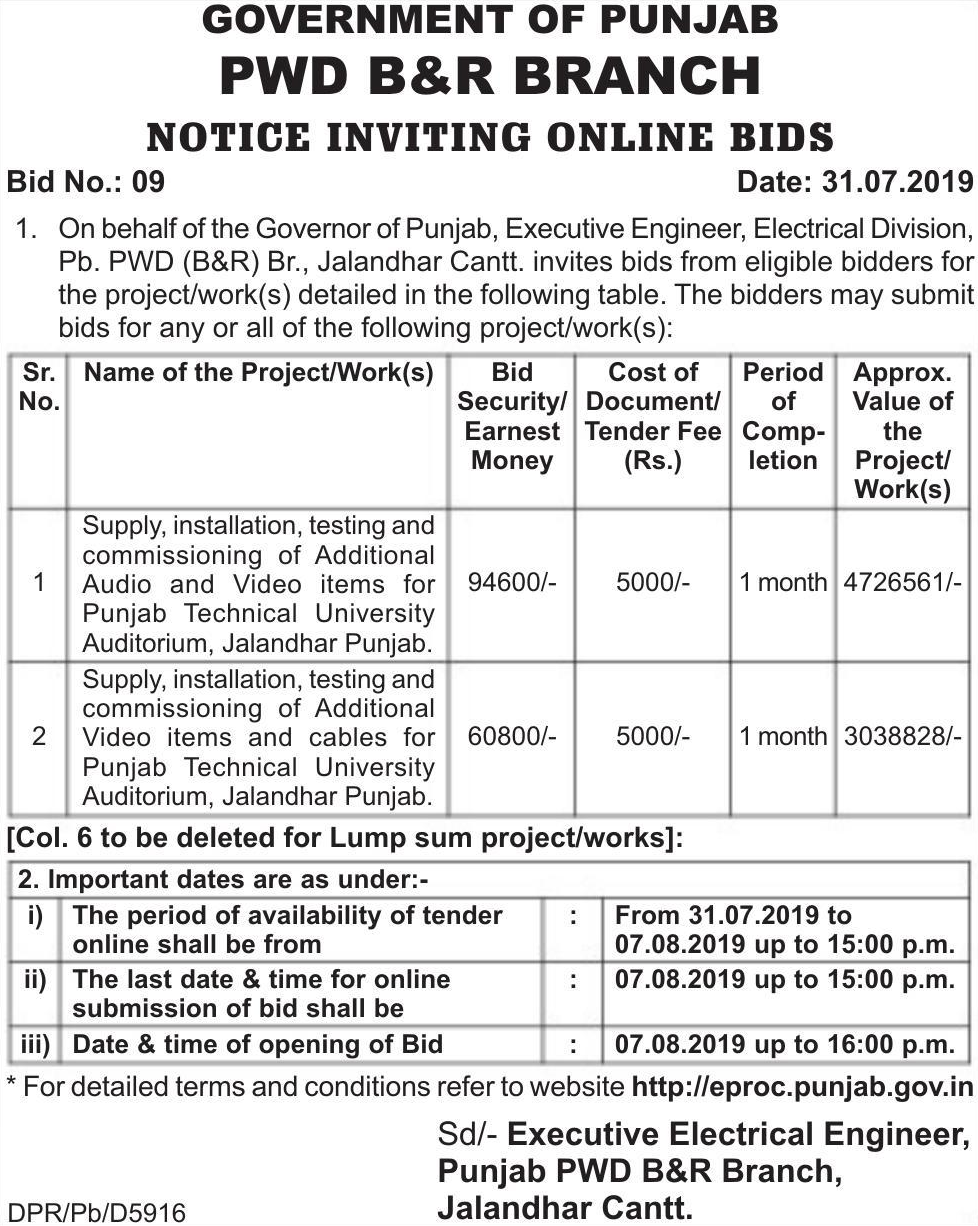 GOVERNMENT OF PUNJAB
PWD B&R BRANCH
NOTICE INVITING ONLINE BIDS
Bid No.: 09 Date: 31.07.2019
1. On behalf of the Governor of Punjab, Executive Engineer, Electrical Division,
Pb. PWD (B&R) Br., Jalandhar Cantt. invites bids from eligible bidders for
the project/work(s) detailed in the following table. The bidders may submit
bids for any or all of the following project/work(s):
Sr. No. Name of the Project/Work(s) Bid Security/ Earnest Money Cost of Document/ Tender Fee (Rs.) Period of Comp- letion Approx. Value of the Project/ Work(s)
Supply, installation, testing and
commissioning of Additional
1 Audio and Video items for 94600/- 5000/- 1 month 4726561/-
Punjab Technical University
Auditorium, Jalandhar Punjab.
Supply, installation, testing and
commissioning of Additional
2 Video items and cables for 60800/- 5000/- 1 month 3038828/-
Punjab Technical University
Auditorium, Jalandhar Punjab.
[Col. 6 to be deleted for Lump sum project/works]:
2. Important dates are as under:-
i) The period of availability of tender : From 31.07.2019 to
online shall be from 07.08.2019 up to 15:00 p.m.
ii) The last date & time for online : 07.08.2019 up to 15:00 p.m.
submission of bid shall be
iii) Date & time of opening of Bid : 07.08.2019 up to 16:00 p.m.
* For detailed terms and conditions refer to website http://eproc.punjab.gov.in
Sd/- Executive Electrical Engineer,
Punjab PWD B&R Branch,
DPR/Pb/D5916 Jalandhar Cantt.